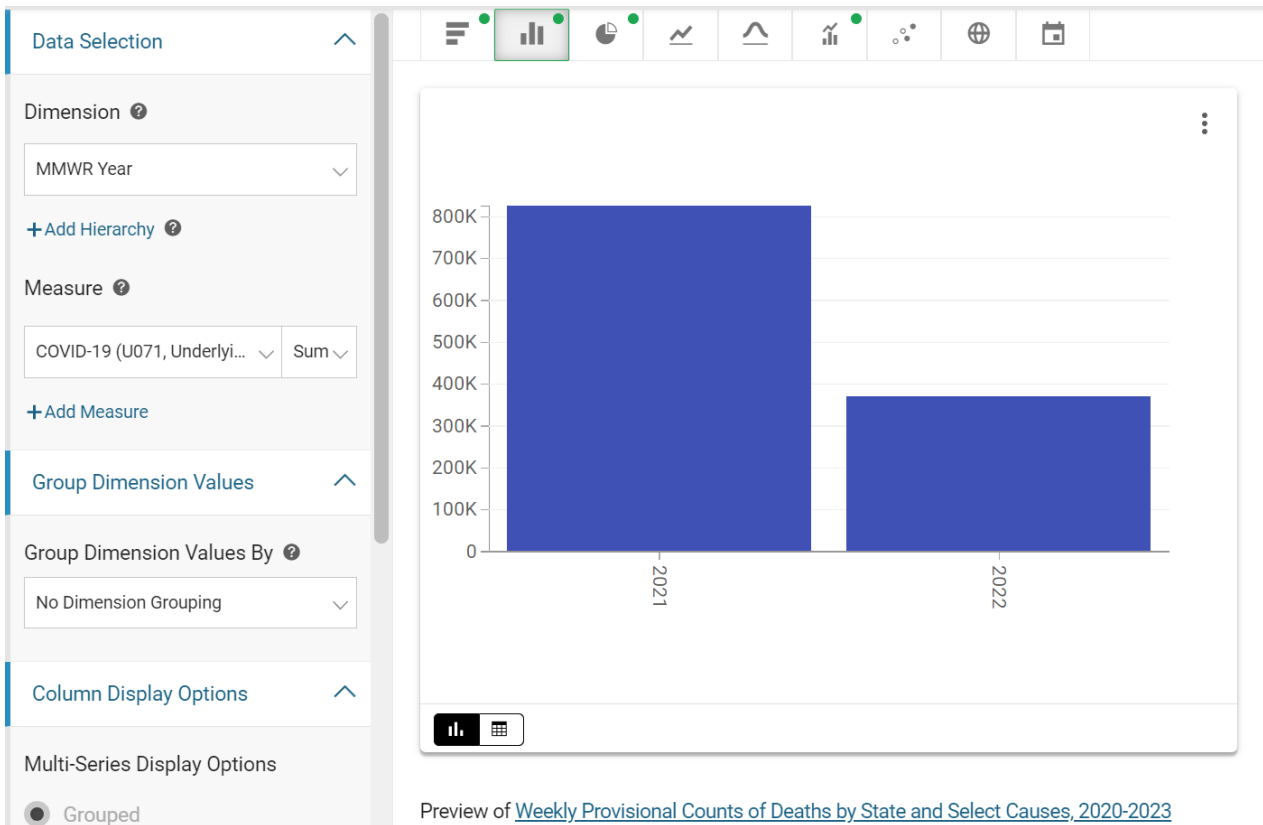 Data Selection
Dimension
MMWR Year
+Add Hierarchy
Measure
COVID-19 (U071, Underlyi... Sum
+Add Measure
Group Dimension Values
Group Dimension Values By
No Dimension Grouping
Column Display Options
Multi-Series Display Options
Grouped
800K
700K
600K
500K
400K
300K
200K
100K
0
2021
2022
Preview of Weekly Provisional Counts of Deaths by State and Select Causes, 2020-2023